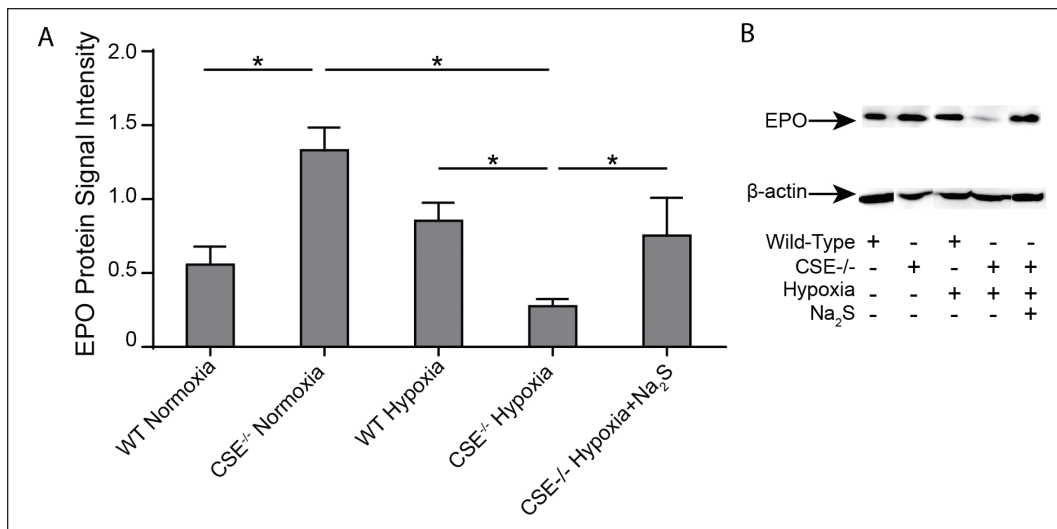 A
EPO Protein Signal Intensity
2.0
1.5
1.0
0.5
0
* *
* *
WT Normoxia
CSE⁻/⁻ Normoxia
WT Hypoxia
CSE⁻/⁻ Hypoxia
CSE-/- Hypoxia+Na₂S
B
EPO
β-actin
Wild-Type + - + - -
CSE-/- - + - + +
Hypoxia - - + + +
Na₂S - - - - +